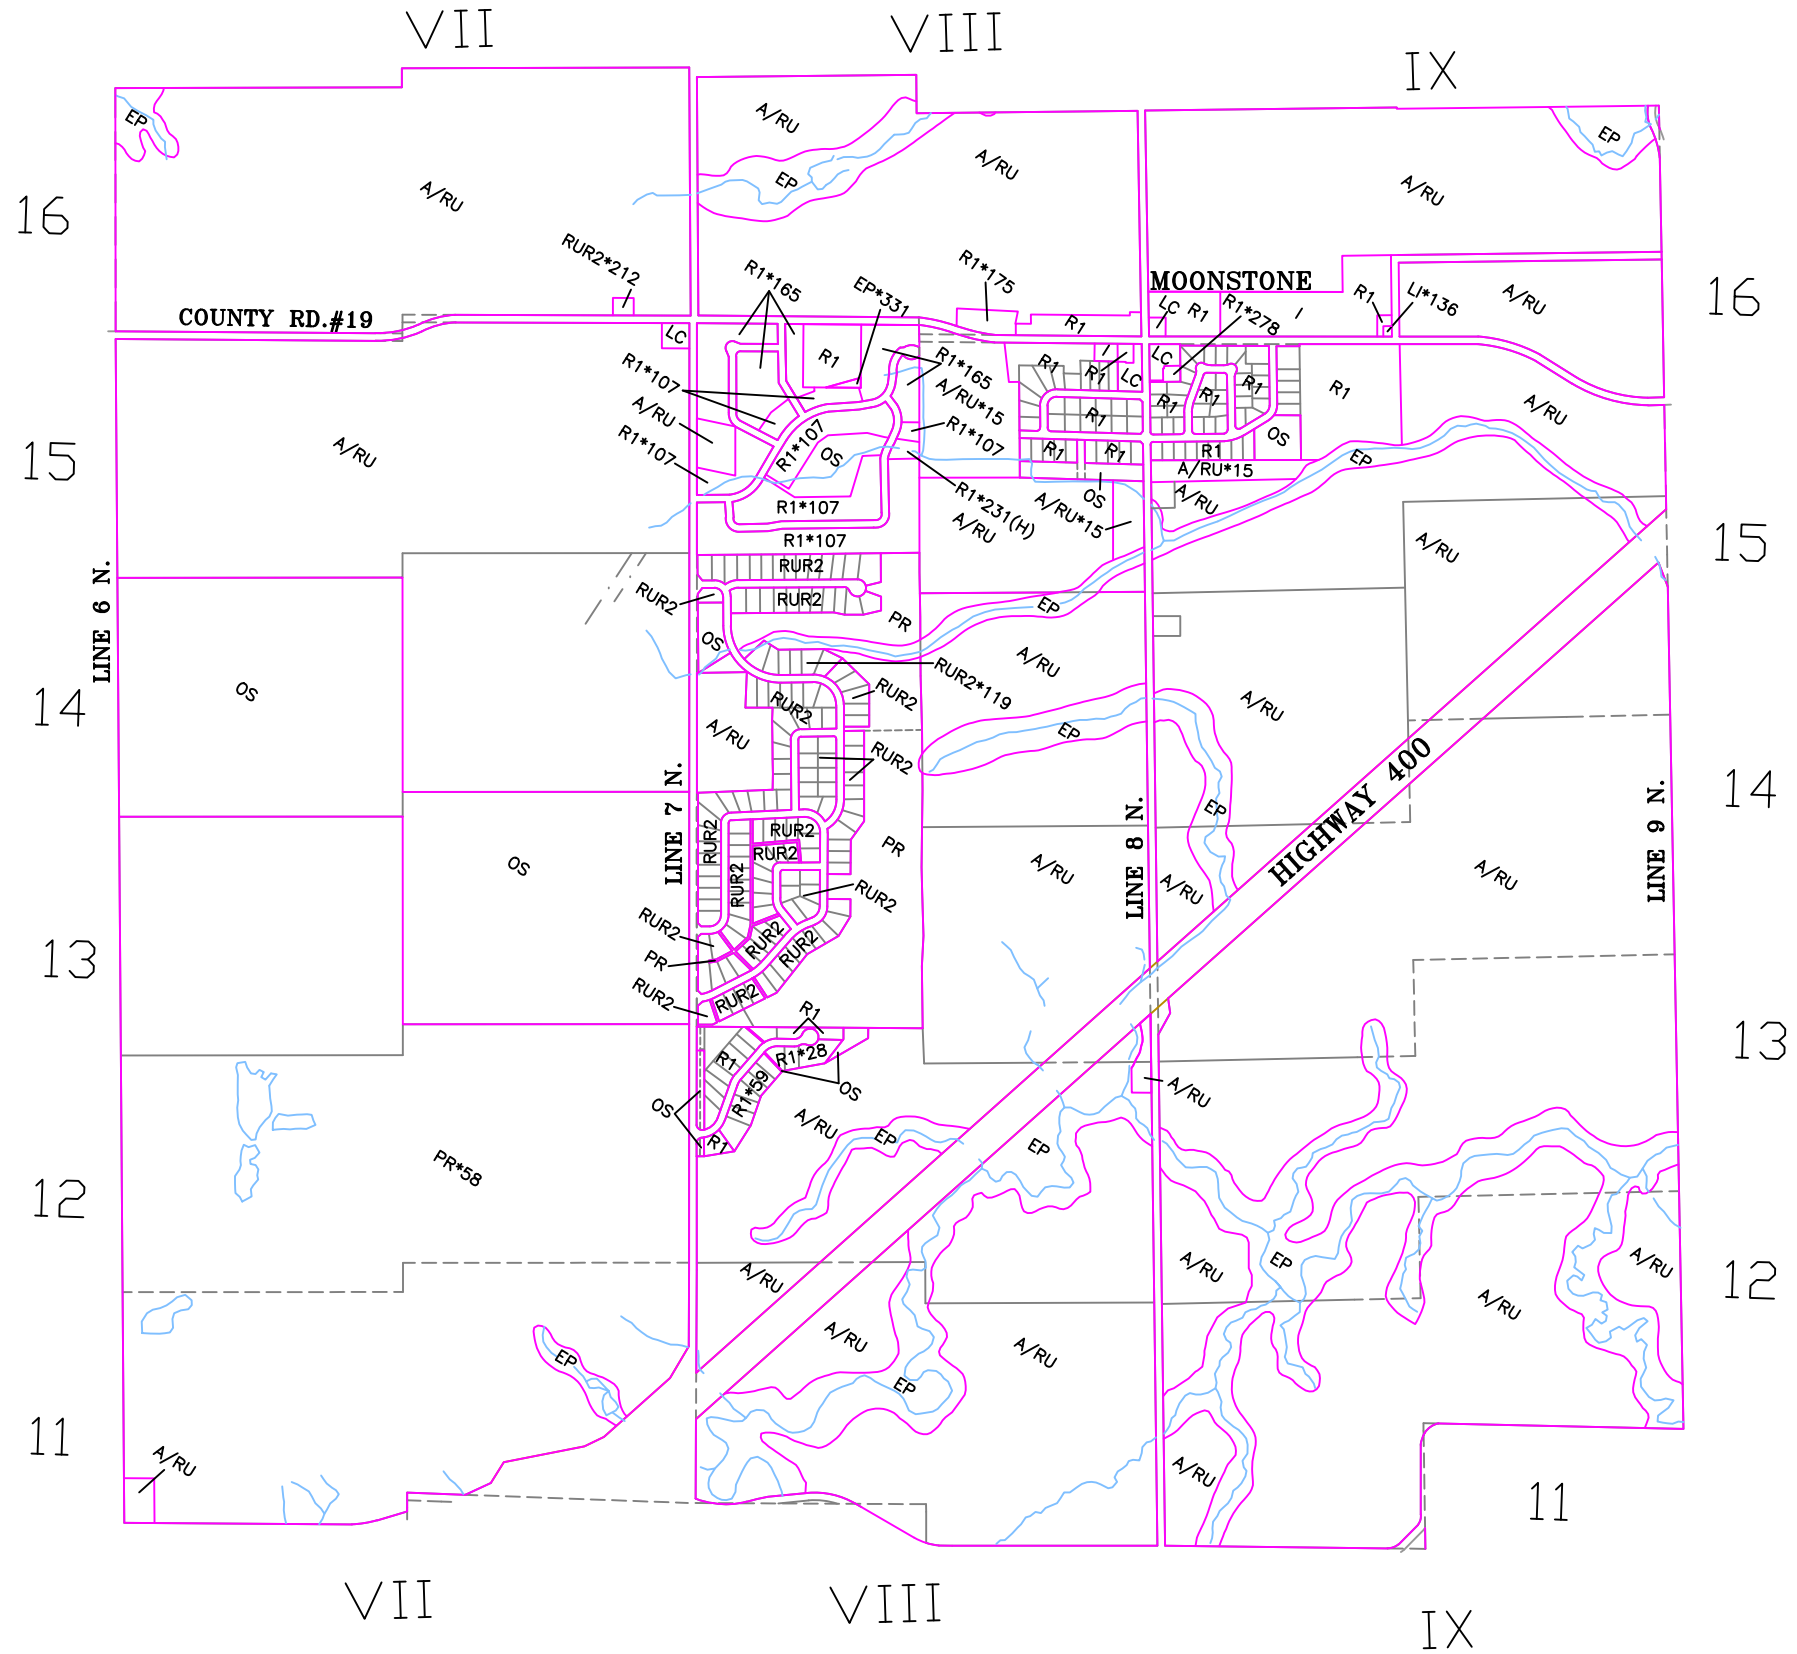 VII
VIII
IX
EP
A/RU
A/RU
EP
16
A/RU
EP
A/RU
A/RU
RUR2*212
R1*165
EP*331
R1*175
MOONSTONE
R1
LI*136
A/RU
16
COUNTY RD.#19
LC
R1
R1
LC
R1
R1*278
I
R1*107
R1*165
R1
I
R1
LC
LC
R1
A/RU
A/RU*15
R1
R1
R1
R1
A/RU
R1*107
R1*107
OS
R1*107
R1
R1
R1
OS
EP
15
A/RU
R1*107
R1*231(H)
OS
A/RU*15
A/RU*15
A/RU
A/RU
R1*107
A/RU
15
LINE 6 N.
RUR2
RUR2
RUR2
PR
EP
OS
A/RU
RUR2*119
RUR2
RUR2
14
OS
A/RU
EP
A/RU
RUR2
HIGHWAY 400
14
LINE 7 N.
RUR2
RUR2
RUR2
RUR2
PR
EP
LINE 8 N.
LINE 9 N.
OS
RUR2
A/RU
A/RU
A/RU
RUR2
RUR2
RUR2
PR
RUR2
RUR2
13
R1
R1
R1*28
R1*59
OS
OS
R1
13
A/RU
A/RU
EP
EP
12
PR*58
A/RU
A/RU
EP
A/RU
12
A/RU
A/RU
A/RU
EP
EP
11
A/RU
A/RU
11
VII
VIII
IX